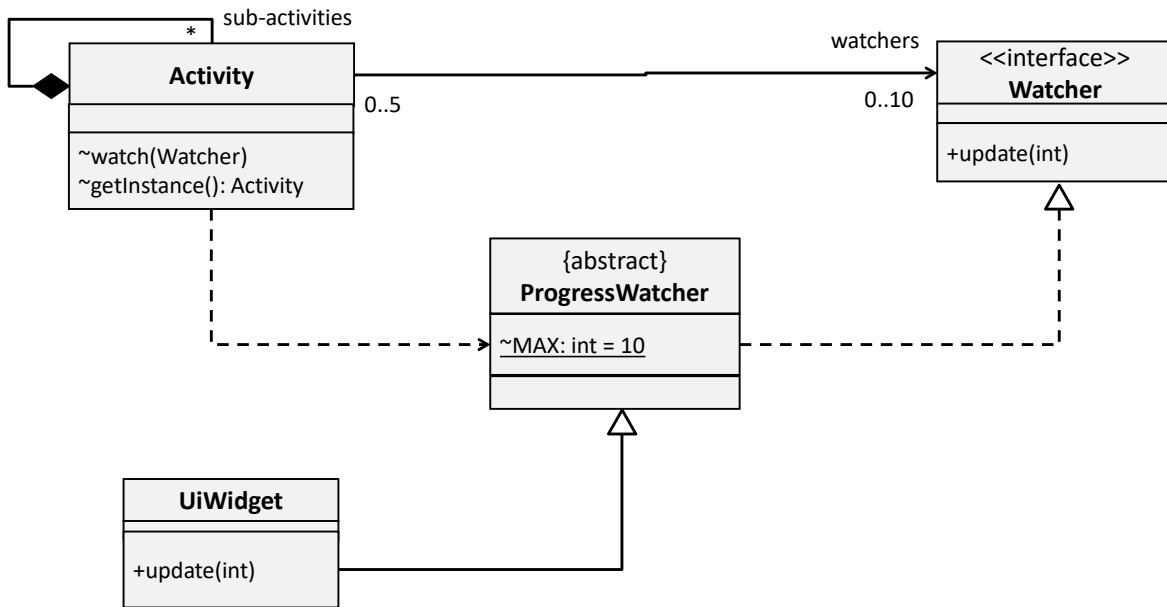 sub-activities
*
Activity
~watch(Watcher)
~getInstance(): Activity
0..5
watchers
0..10
<<interface>>
Watcher
+update(int)
{abstract}
ProgressWatcher
~MAX: int = 10
UiWidget
+update(int)